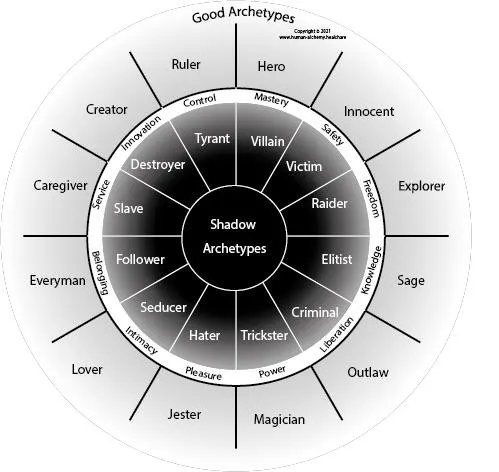 Good Archetypes
Copyright © 2021
www.human-alchemy.healthcare
Ruler
Hero
Creator
Innocent
Caregiver
Explorer
Everyman
Sage
Lover
Outlaw
Jester
Magician
Control
Mastery
Innovation
Safety
Service
Freedom
Belonging
Knowledge
Intimacy
Liberation
Pleasure
Power
Tyrant
Villain
Destroyer
Victim
Slave
Raider
Follower
Elitist
Seducer
Criminal
Hater
Trickster
Shadow
Archetypes